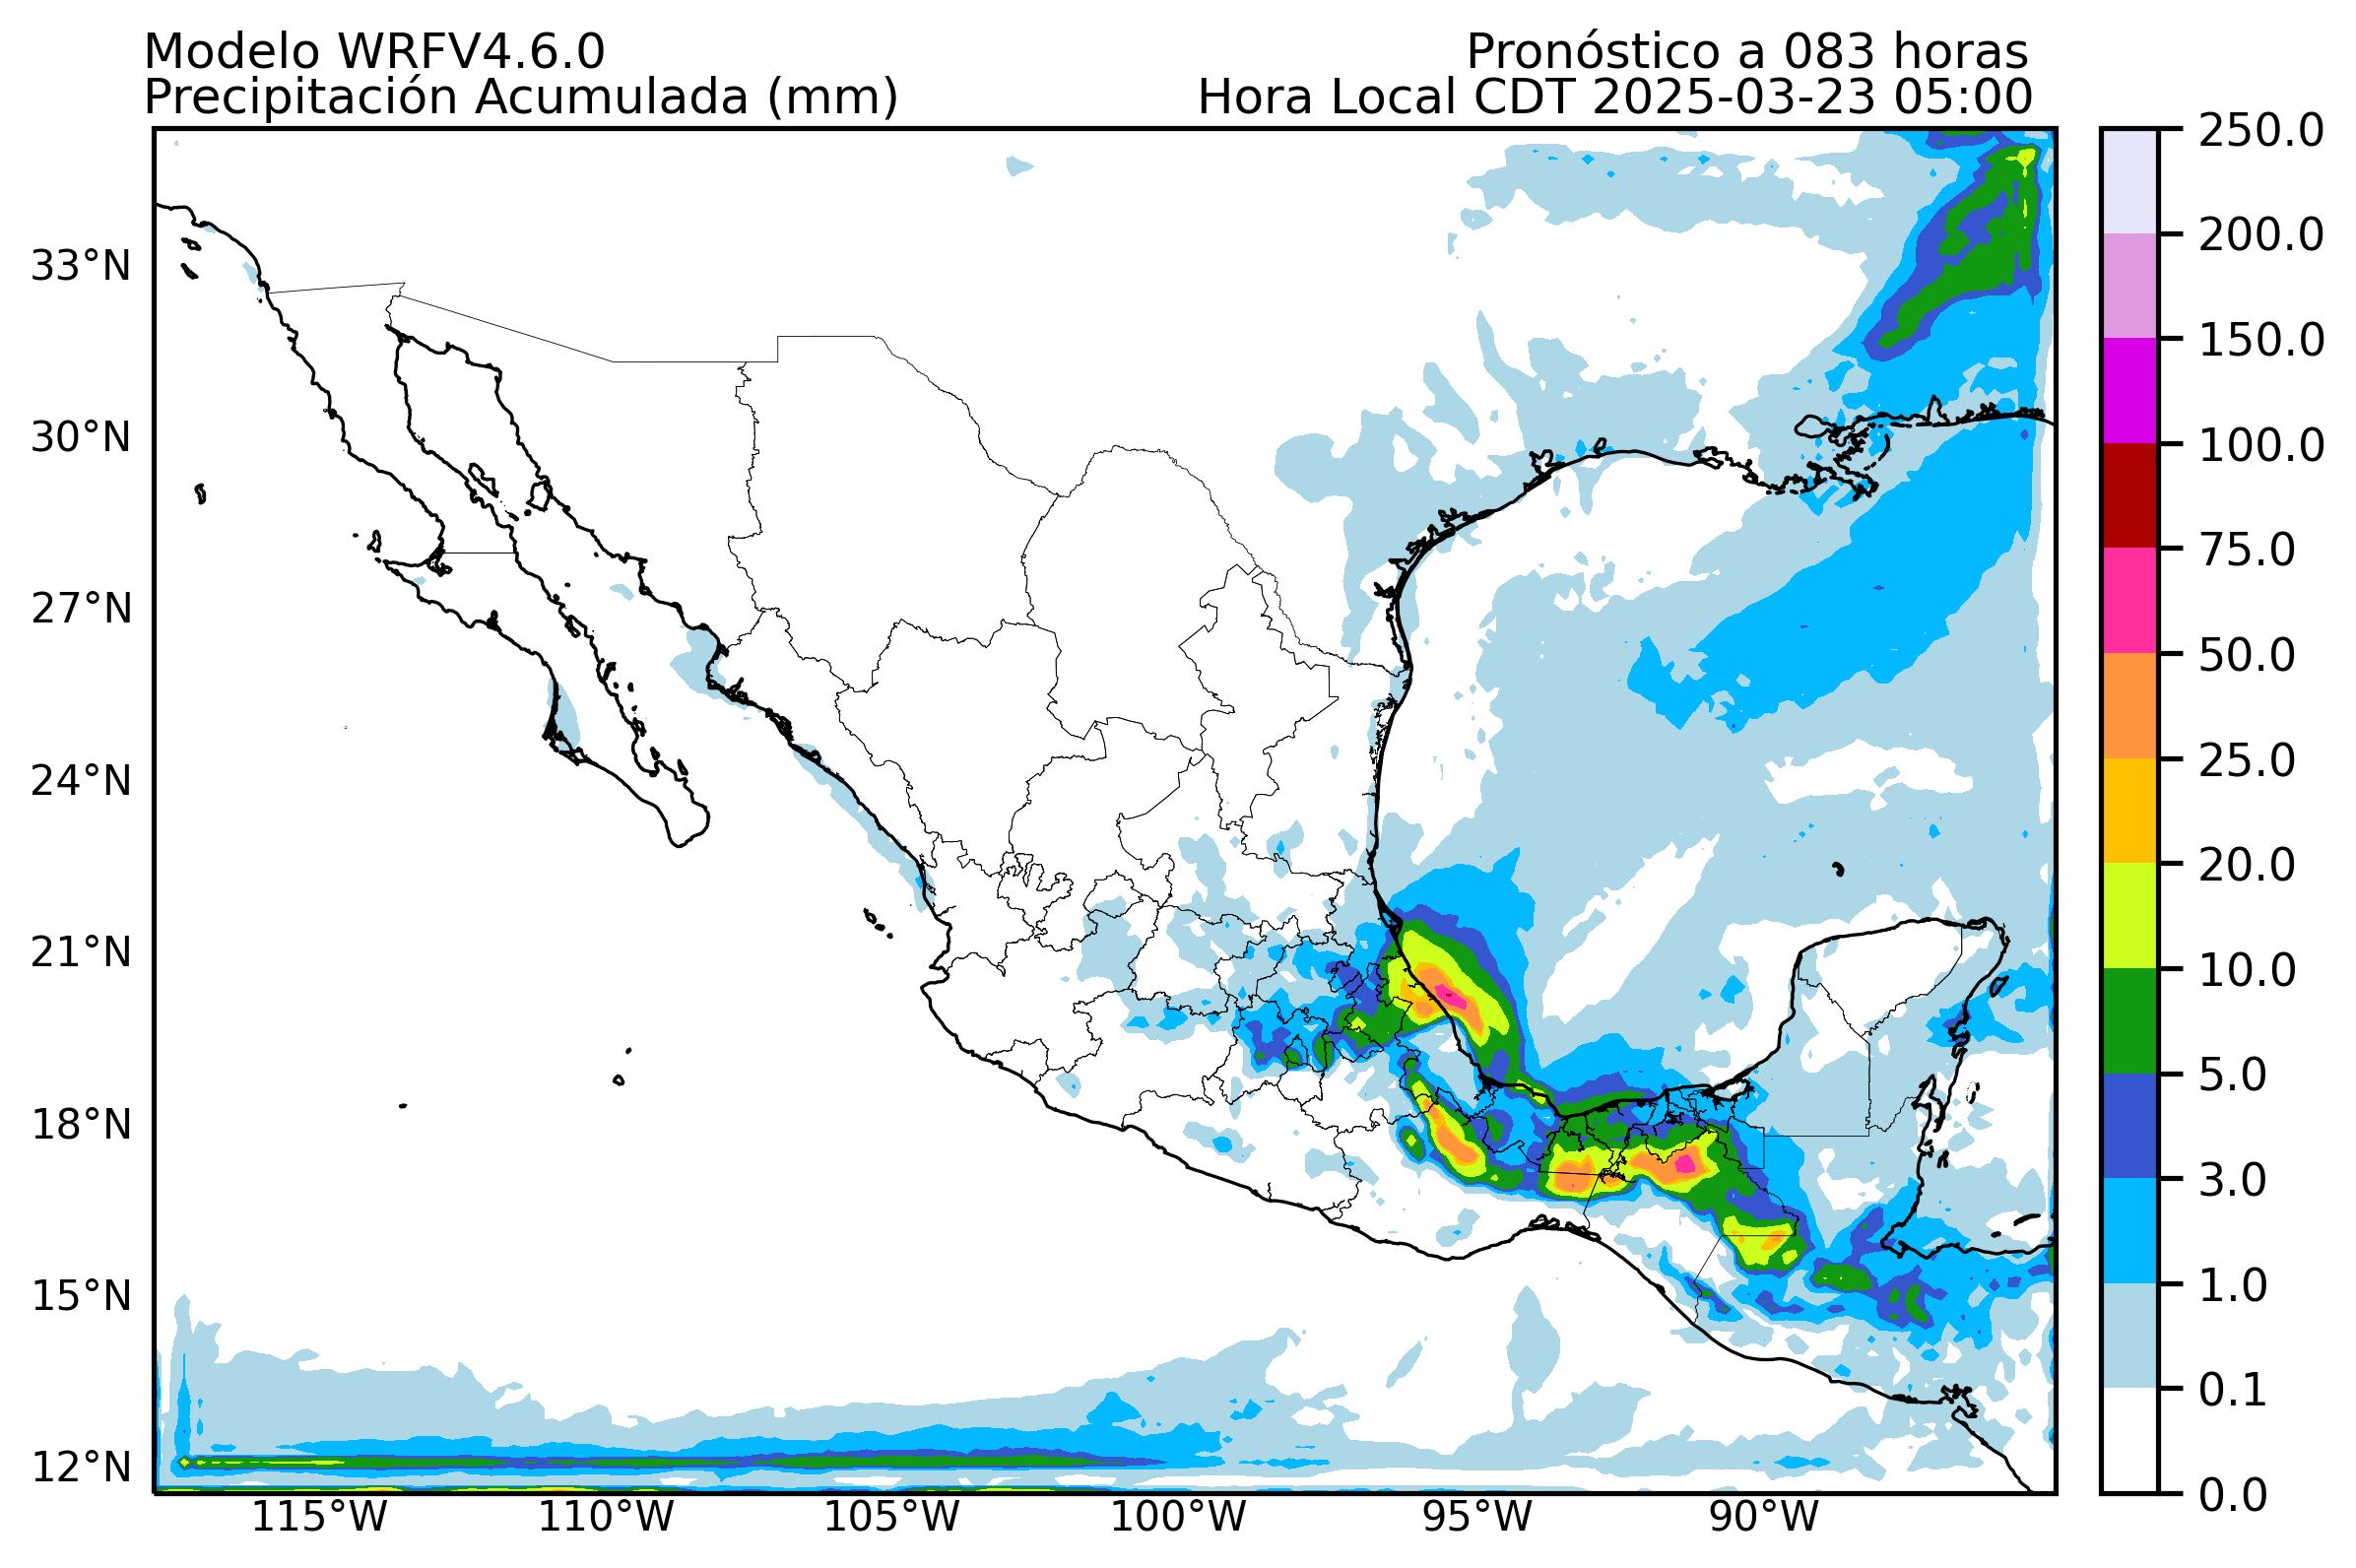 Modelo WRFV4.6.0
Pronóstico a 083 horas
Precipitación Acumulada (mm)
Hora Local CDT 2025-03-23 05:00
33°N
30°N
27°N
24°N
21°N
18°N
15°N
12°N
115°W
110°W
105°W
100°W
95°W
90°W
250.0
200.0
150.0
100.0
75.0
50.0
25.0
20.0
10.0
5.0
3.0
1.0
0.1
0.0